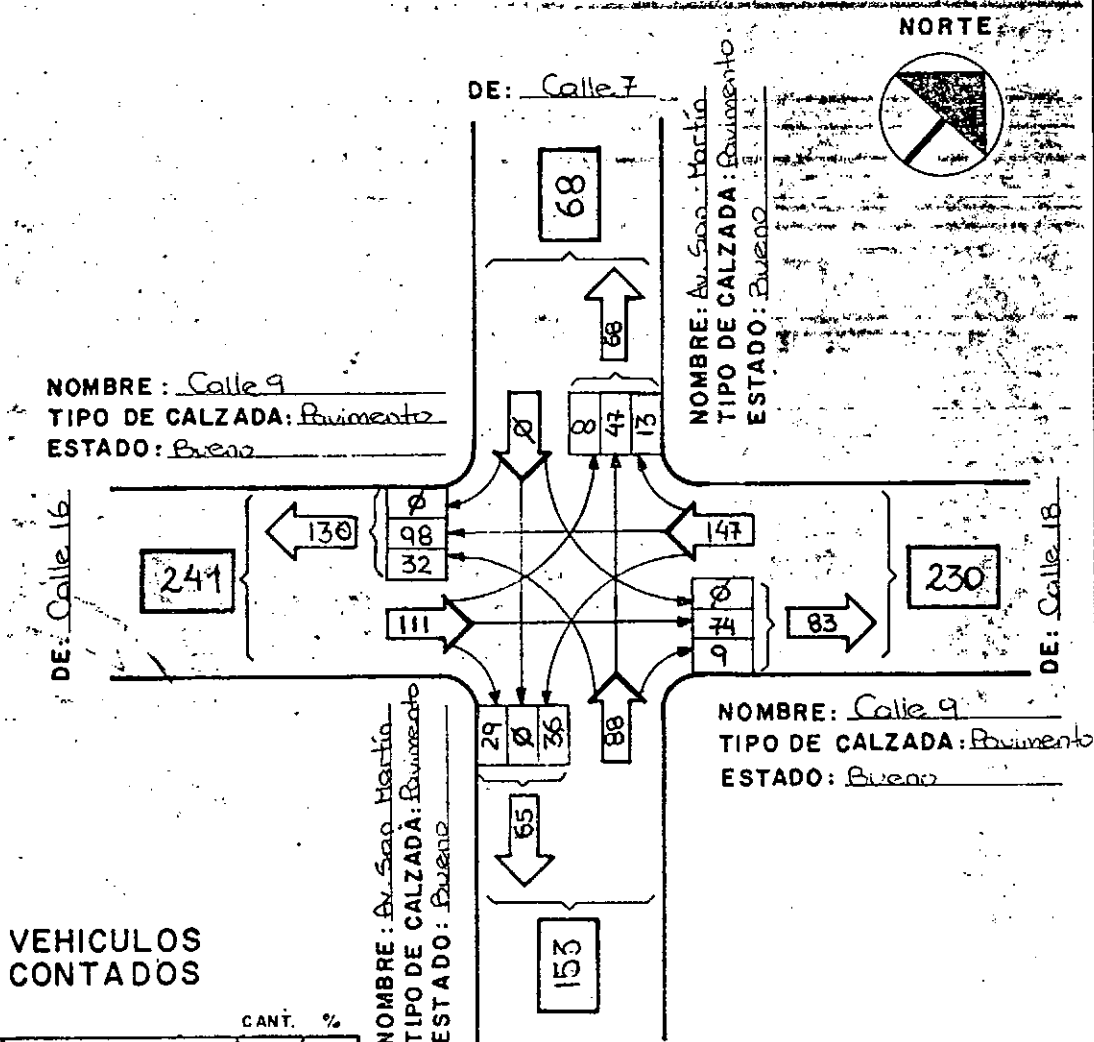 NORTE
DE: Calle 7
68
NOMBRE: Av. San Martín
TIPO DE CALZADA: Pavimento
ESTADO: Bueno
68
NOMBRE: Calle 9
TIPO DE CALZADA: Pavimento
ESTADO: Bueno
Ø
8 47 13
DE: Calle 16
241
130
Ø
98
32
147
230
DE: Calle 18
111
Ø
74
9
83
29 Ø 36
88
NOMBRE: Calle 9
TIPO DE CALZADA: Pavimento
ESTADO: Bueno
65
NOMBRE: Av. San Martín
TIPO DE CALZADA: Pavimento
ESTADO: Bueno
153
VEHICULOS
CONTADOS
CANT. %